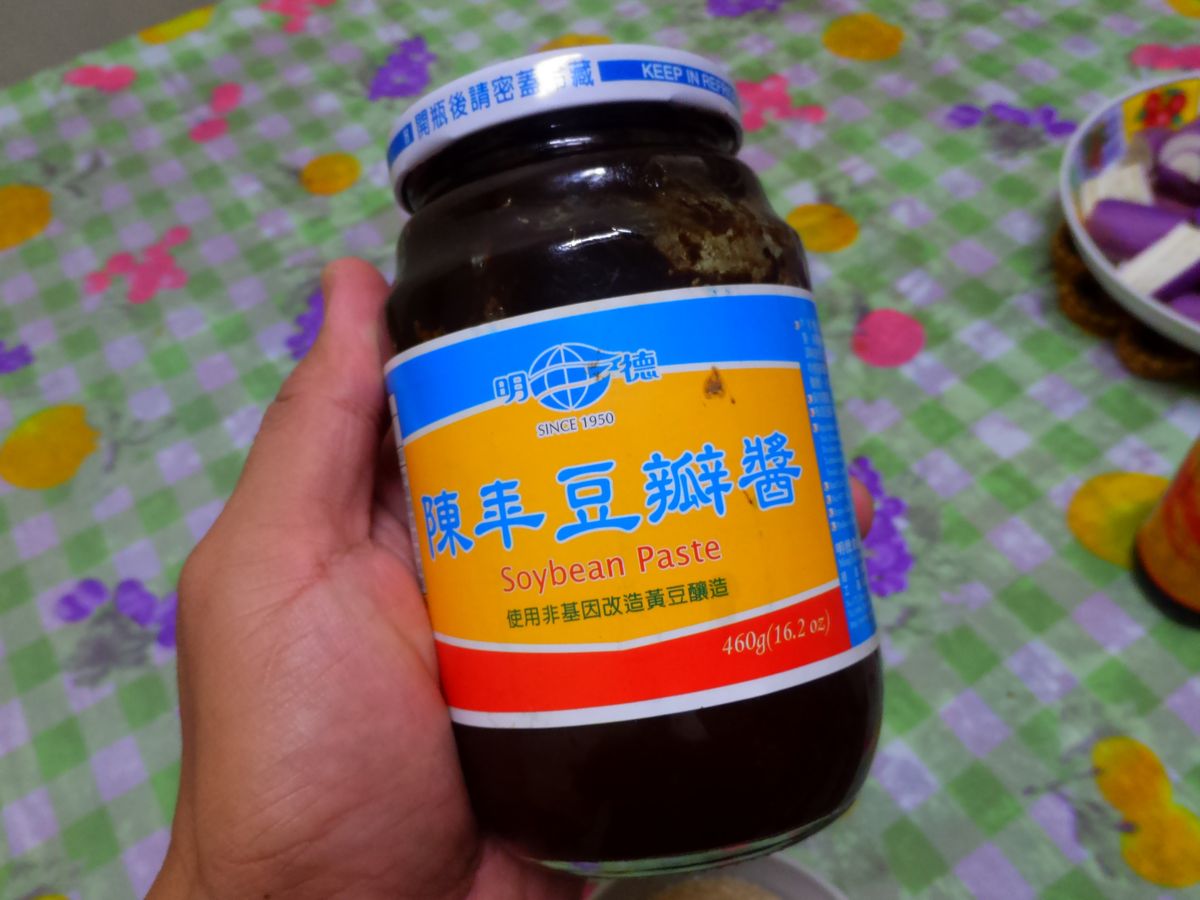 開瓶後請密蓋冷藏 KEEP IN REFR
明德
SINCE 1950
陳年豆瓣醬
Soybean Paste
使用非基因改造黃豆釀造
460g(16.2 oz)